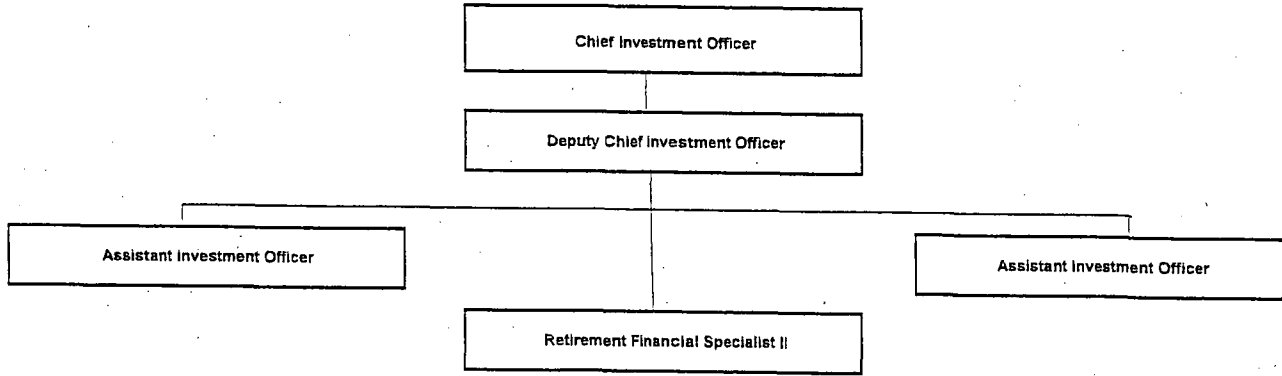 Chief Investment Officer
Deputy Chief Investment Officer
Assistant Investment Officer
Assistant Investment Officer
Retirement Financial Specialist II